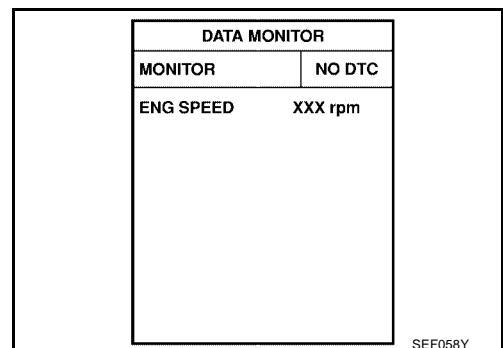 DATA MONITOR
MONITOR NO DTC
ENG SPEED XXX rpm
SEF058Y